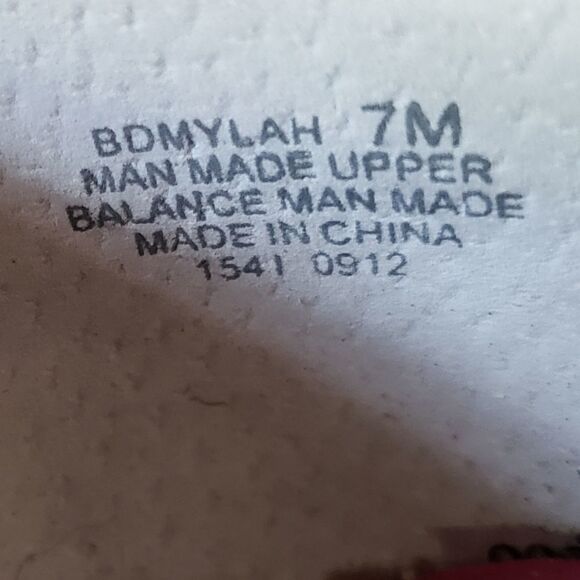 BDMYLAH 7M
MAN MADE UPPER
BALANCE MAN MADE
MADE IN CHINA
1541 0912